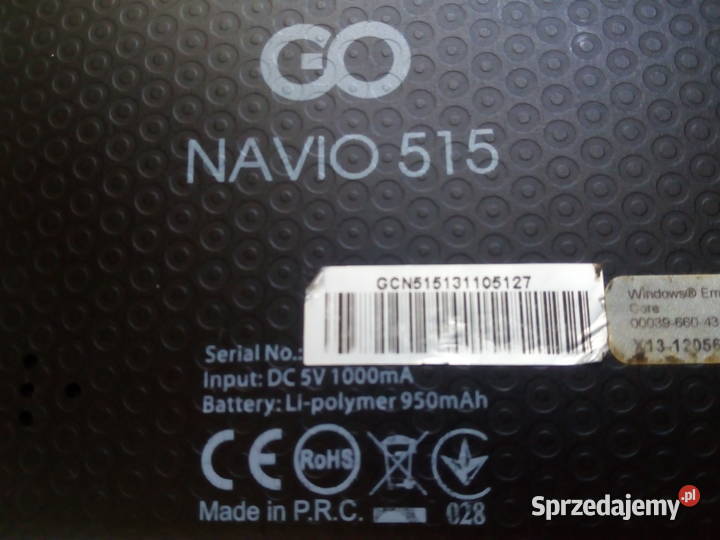 GO
NAVIO 515
GCN515131105127
Windows® Em
Core
00039-660-43
X13-12056
Serial No.:
Input: DC 5V 1000mA
Battery: Li-polymer 950mAh
CE RoHS
Made in P.R.C. 028
Sprzedajemy.pl